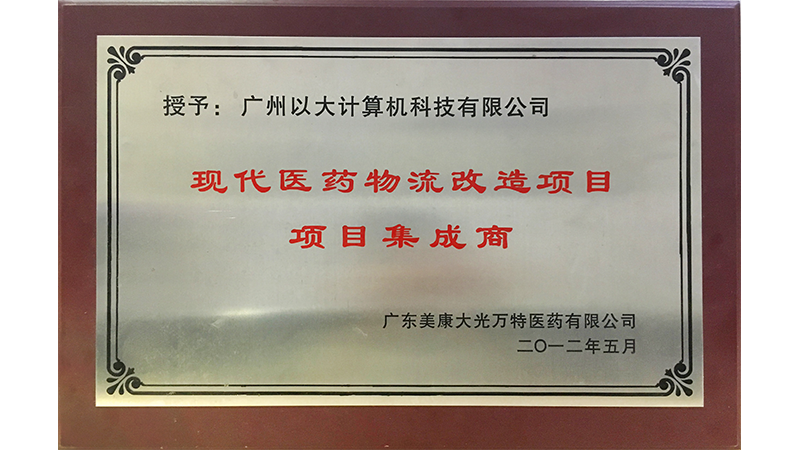 授予：广州以大计算机科技有限公司
现代医药物流改造项目
项目集成商
广东美康大光万特医药有限公司
二〇一二年五月